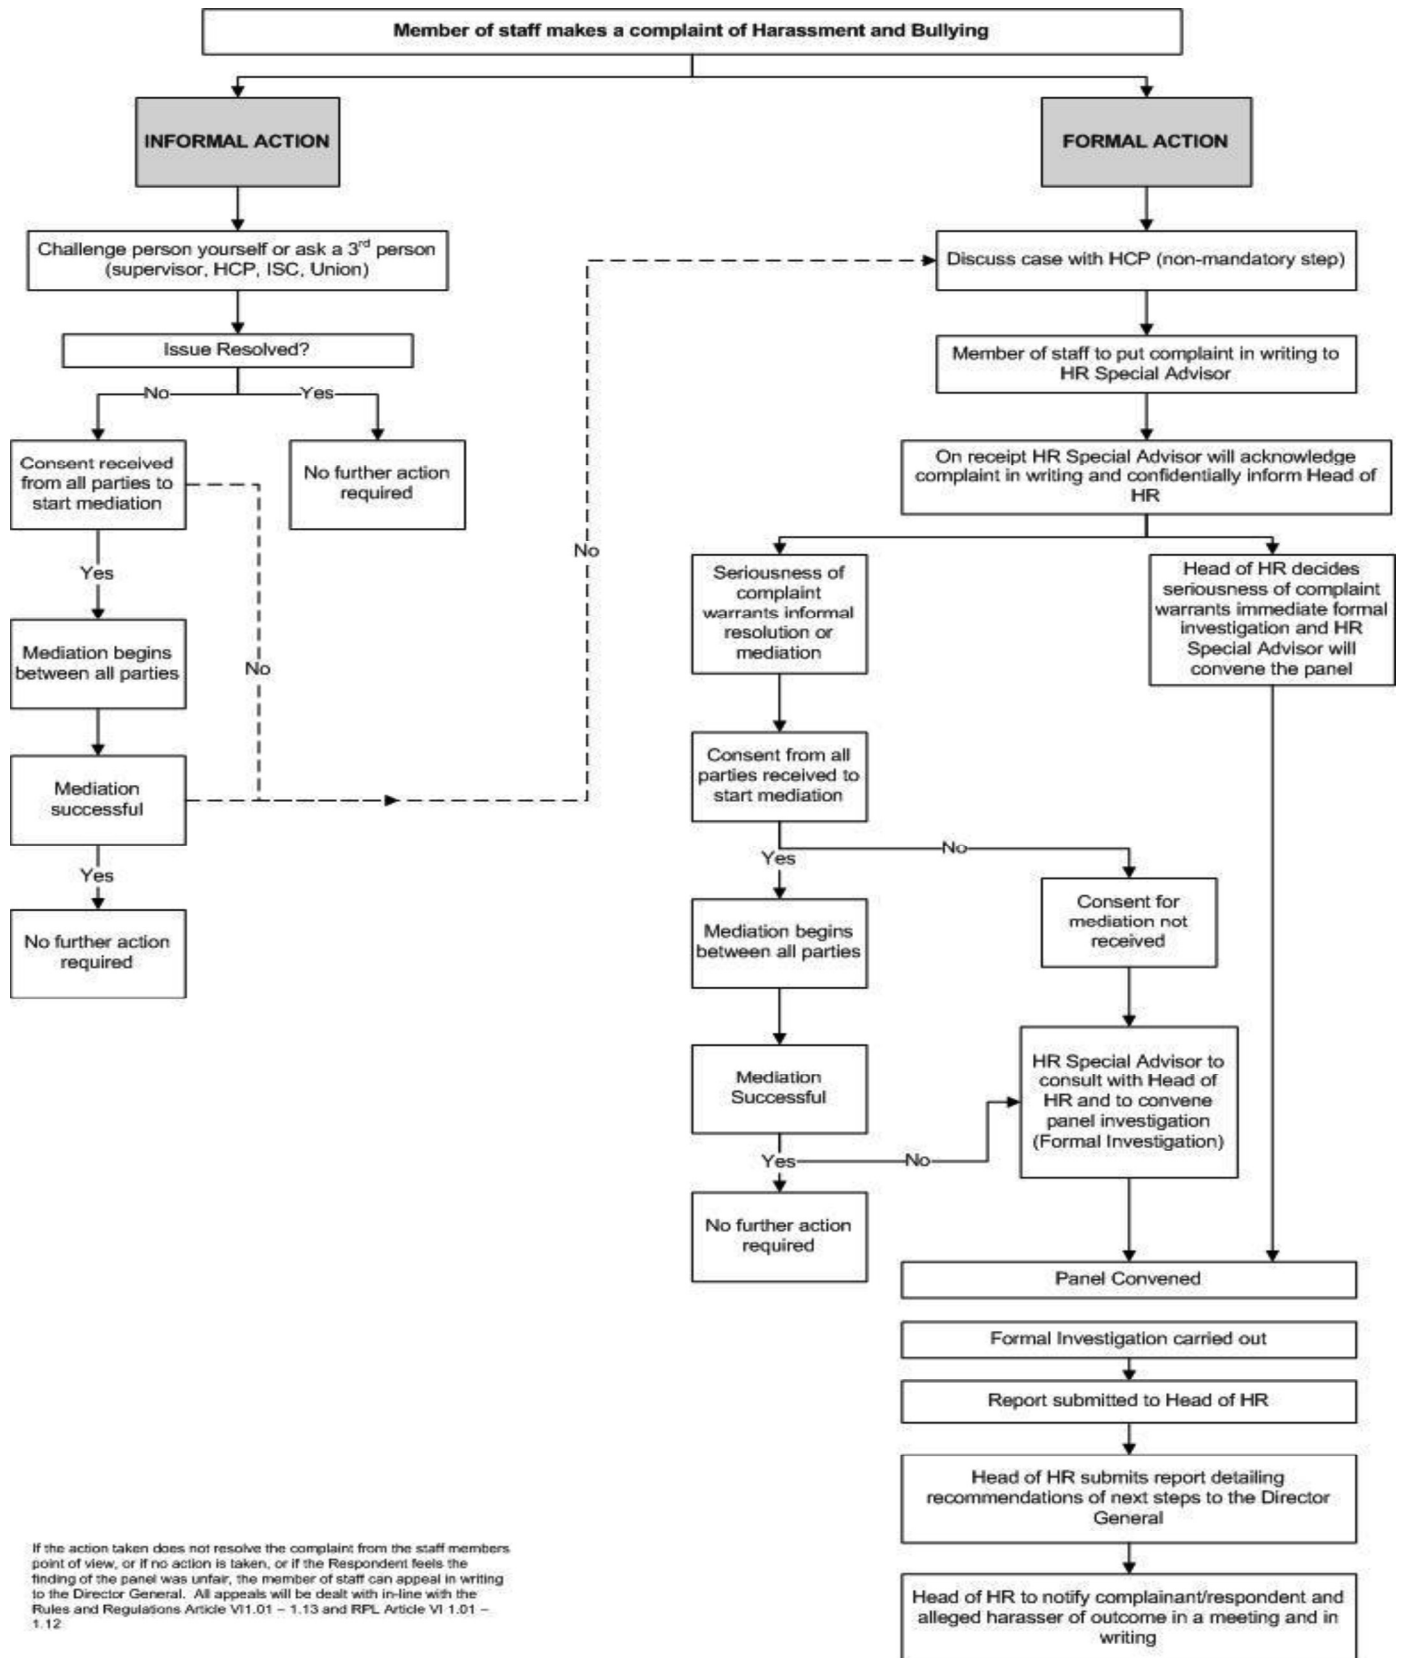 Member of staff makes a complaint of Harassment and Bullying
INFORMAL ACTION
Challenge person yourself or ask a 3rd person
(supervisor, HCP, ISC, Union)
Issue Resolved?
No
Yes
Consent received
from all parties to
start mediation
No further action
required
Yes
No
Mediation begins
between all parties
Mediation
successful
Yes
No further action
required
No
FORMAL ACTION
Discuss case with HCP (non-mandatory step)
Member of staff to put complaint in writing to
HR Special Advisor
On receipt HR Special Advisor will acknowledge
complaint in writing and confidentially inform Head of
HR
Seriousness of
complaint
warrants informal
resolution or
mediation
Head of HR decides
seriousness of complaint
warrants immediate formal
investigation and HR
Special Advisor will
convene the panel
Consent from all
parties received to
start mediation
Yes
No
Mediation begins
between all parties
Consent for
mediation not
received
Mediation
Successful
HR Special Advisor to
consult with Head of
HR and to convene
panel investigation
(Formal Investigation)
Yes
No
No further action
required
Panel Convened
Formal Investigation carried out
Report submitted to Head of HR
Head of HR submits report detailing
recommendations of next steps to the Director
General
Head of HR to notify complainant/respondent and
alleged harasser of outcome in a meeting and in
writing
If the action taken does not resolve the complaint from the staff members
point of view, or if no action is taken, or if the Respondent feels the
finding of the panel was unfair, the member of staff can appeal in writing
to the Director General. All appeals will be dealt with in-line with the
Rules and Regulations Article VI1.01 – 1.13 and RPL Article VI 1.01 –
1.12